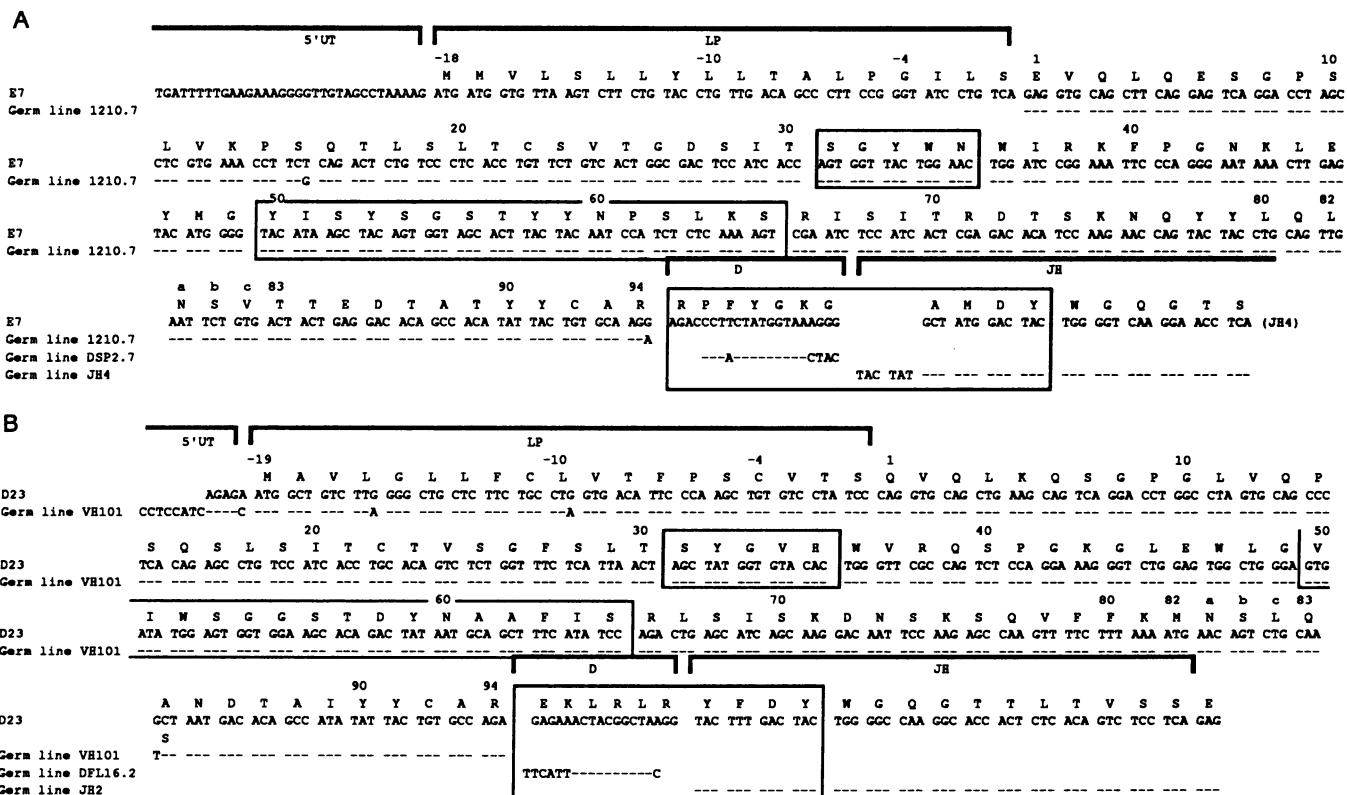 A
5'UT LP
-18 -10 -4 1 10
M M V L S L L Y L L T A L P G I L S E V Q L Q E S G P S
E7 TGATTTTTGAAGAAAGGGGTTGTAGCCTAAAAG ATG ATG GTG TTA AGT CTT CTG TAC CTG TTG ACA GCC CTT CCG GGT ATC CTG TCA GAG GTG CAG CTT CAG GAG TCA GGA CCT AGC
Germ line 1210.7 --- --- --- --- --- --- --- --- --- ---
20 30 40
L V K P S Q T L S L T C S V T G D S I T S G Y W N W I R K F P G N K L E
E7 CTC GTG AAA CCT TCT CAG ACT CTG TCC CTC ACC TGT TCT GTC ACT GGC GAC TCC ATC ACC AGT GGT TAC TGG AAC TGG ATC CGG AAA TTC CCA GGG AAT AAA CTT GAG
Germ line 1210.7 --- --- --- --- --G --- --- --- --- --- --- --- --- --- --- --- --- --- --- --- --- --- --- --- --- --- --- --- --- --- --- --- --- --- --- ---
50 60 70 80 82
Y M G Y I S Y S G S T Y Y N P S L K S R I S I T R D T S K N Q Y Y L Q L
E7 TAC ATG GGG TAC ATA AGC TAC AGT GGT AGC ACT TAC TAC AAT CCA TCT CTC AAA AGT CGA ATC TCC ATC ACT CGA GAC ACA TCC AAG AAC CAG TAC TAC CTG CAG TTG
Germ line 1210.7 --- --- --- --- --- --- --- --- --- --- --- --- --- --- --- --- --- --- --- --- --- --- --- --- --- --- --- --- --- --- --- --- --- --- --- ---
D JH
a b c 83 90 94
N S V T T E D T A T Y Y C A R R P F Y G K G A M D Y W G Q G T S
E7 AAT TCT GTG ACT ACT GAG GAC ACA GCC ACA TAT TAC TGT GCA AGG AGACCCTTCTATGGTAAAGGG GCT ATG GAC TAC TGG GGT CAA GGA ACC TCA (JH4)
Germ line 1210.7 --- --- --- --- --- --- --- --- --- --- --- --- --- --- --A
Germ line DSP2.7 ---A----------CTAC
Germ line JH4 TAC TAT --- --- --- --- --- --- --- --- --- ---
B
5'UT LP
-19 -10 -4 1 10
M A V L G L L F C L V T F P S C V T S Q V Q L K Q S G P G L V Q P
D23 AGAGA ATG GCT GTC TTG GGG CTG CTC TTC TGC CTG GTG ACA TTC CCA AGC TGT GTC CTA TCC CAG GTG CAG CTG AAG CAG TCA GGA CCT GGC CTA GTG CAG CCC
Germ line VH101 CCTCCATC----C --- --- --- --A --- --- --- --- --- --A --- --- --- --- --- --- --- --- --- --- --- --- --- --- --- --- --- --- --- --- --- --- ---
20 30 40 50
S Q S L S I T C T V S G F S L T S Y G V H W V R Q S P G K G L E W L G V
D23 TCA CAG AGC CTG TCC ATC ACC TGC ACA GTC TCT GGT TTC TCA TTA ACT AGC TAT GGT GTA CAC TGG GTT CGC CAG TCT CCA GGA AAG GGT CTG GAG TGG CTG GGA GTG
Germ line VH101 --- --- --- --- --- --- --- --- --- --- --- --- --- --- --- --- --- --- --- --- --- --- --- --- --- --- --- --- --- --- --- --- --- --- --- ---
60 70 80 82 a b c 83
I W S G G S T D Y N A A F I S R L S I S K D N S K S Q V F F K M N S L Q
D23 ATA TGG AGT GGT GGA AGC ACA GAC TAT AAT GCA GCT TTC ATA TCC AGA CTG AGC ATC AGC AAG GAC AAT TCC AAG AGC CAA GTT TTC TTT AAA ATG AAC AGT CTG CAA
Germ line VH101 --- --- --- --- --- --- --- --- --- --- --- --- --- --- --- --- --- --- --- --- --- --- --- --- --- --- --- --- --- --- --- --- --- --- --- ---
D JH
90 94
A N D T A I Y Y C A R E K L R L R Y F D Y W G Q G T T L T V S S E
D23 GCT AAT GAC ACA GCC ATA TAT TAC TGT GCC AGA GAGAAACTACGGCTAAGG TAC TTT GAC TAC TGG GGC CAA GGC ACC ACT CTC ACA GTC TCC TCA GAG
S
Germ line VH101 T-- --- --- --- --- --- --- --- --- --- ---
Germ line DFL16.2 TTCATT----------C
Germ line JH2 --- --- --- --- --- --- --- --- --- --- --- --- --- --- ---